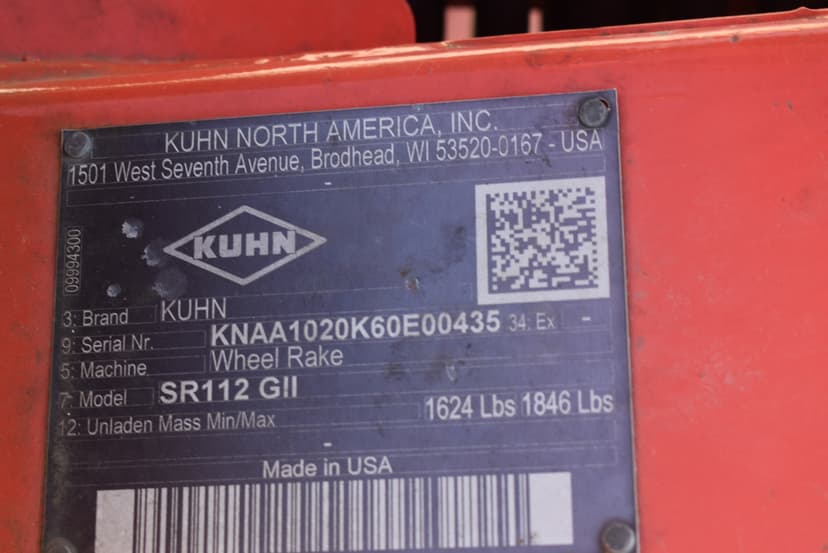 KUHN NORTH AMERICA, INC.
1501 West Seventh Avenue, Brodhead, WI 53520-0167 - USA
KUHN
09994300
3: Brand KUHN
9: Serial Nr. KNAA1020K60E00435 34: Ex -
5: Machine Wheel Rake
7: Model SR112 GII
12: Unladen Mass Min/Max 1624 Lbs 1846 Lbs
-
Made in USA